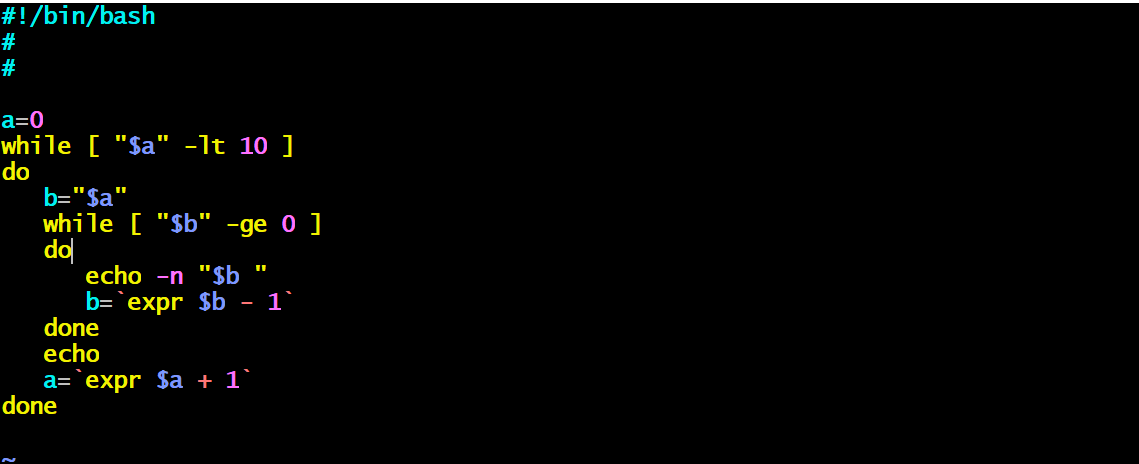 #!/bin/bash
#
#
a=0
while [ "$a" -lt 10 ]
do
   b="$a"
   while [ "$b" -ge 0 ]
   do
      echo -n "$b "
      b=`expr $b - 1`
   done
   echo
   a=`expr $a + 1`
done
~